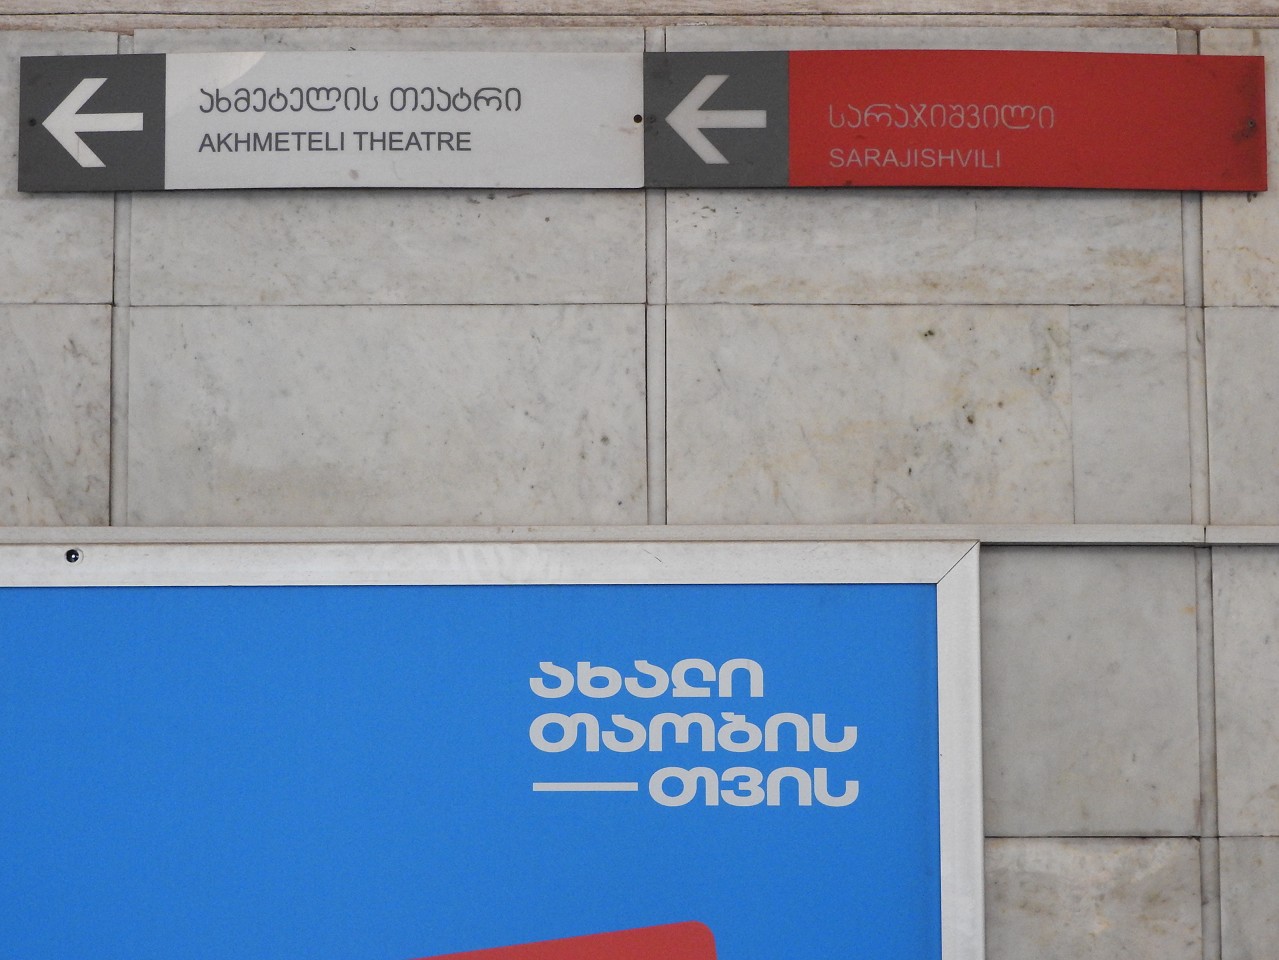 ახმეტელის თეატრი
AKHMETELI THEATRE
სარაჯიშვილი
SARAJISHVILI
ახალი
თაობის
—თვის